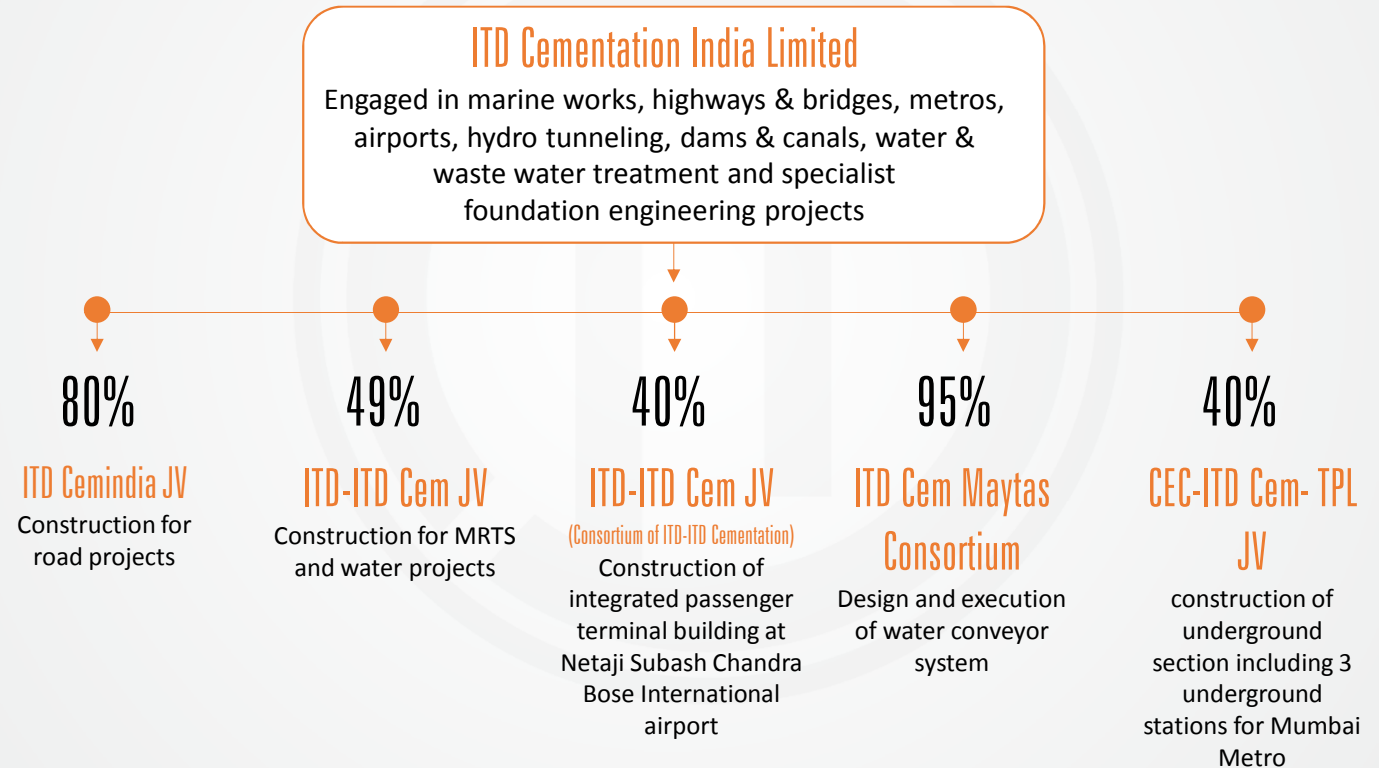 ITD Cementation India Limited
Engaged in marine works, highways & bridges, metros,
airports, hydro tunneling, dams & canals, water &
waste water treatment and specialist
foundation engineering projects
80%
ITD Cemindia JV
Construction for
road projects
49%
ITD-ITD Cem JV
Construction for MRTS
and water projects
40%
ITD-ITD Cem JV
(Consortium of ITD-ITD Cementation)
Construction of
integrated passenger
terminal building at
Netaji Subash Chandra
Bose International
airport
95%
ITD Cem Maytas
Consortium
Design and execution
of water conveyor
system
40%
CEC-ITD Cem- TPL
JV
construction of
underground
section including 3
underground
stations for Mumbai
Metro